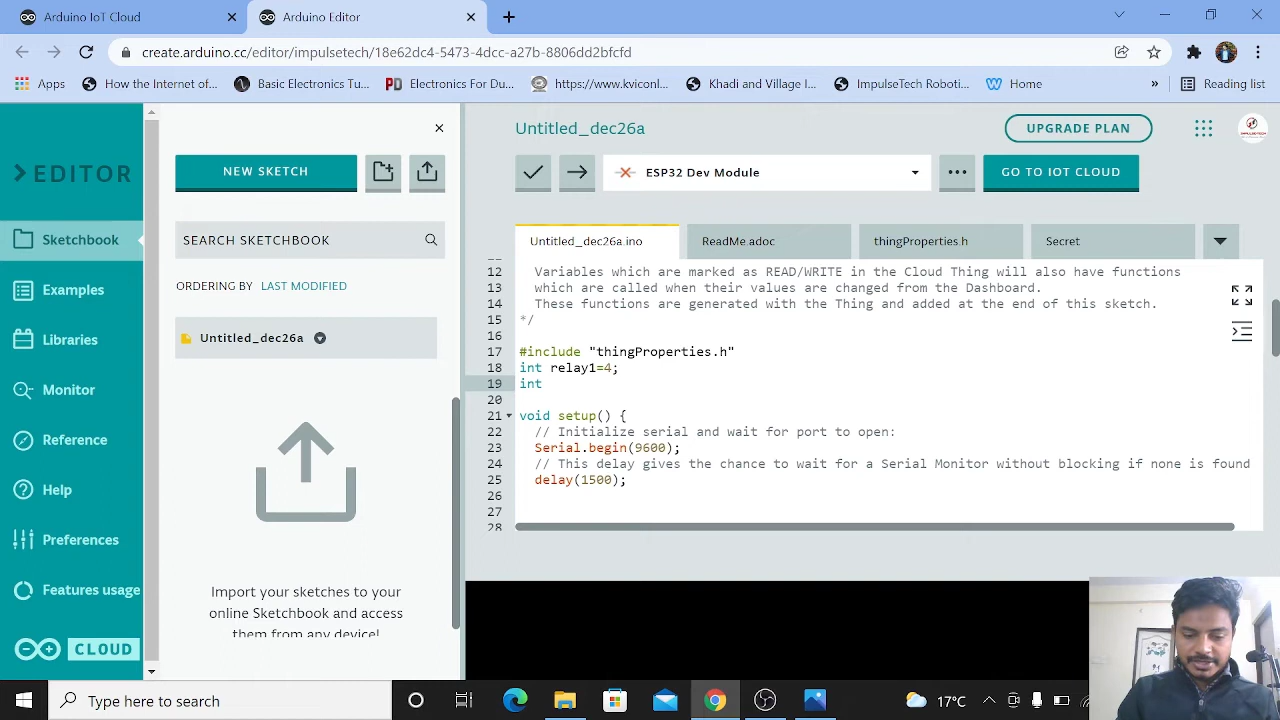 Arduino IoT Cloud
Arduino Editor
create.arduino.cc/editor/impulsetech/18e62dc4-5473-4dcc-a27b-8806dd2bfcfd
Apps
How the Internet of...
Arduino Internet Tu...
Electronic For Du...
http://www.kviconl...
Khadi and Village I...
ImpulseTech Roboti...
Home
»
Reading list
EDITOR
Sketchbook
Examples
Libraries
Monitor
Reference
Help
Preferences
Features usage
CLOUD
NEW SKETCH
SEARCH SKETCHBOOK
ORDERING BY LAST MODIFIED
Untitled_dec26a
Import your sketches to your
online Sketchbook and access
them from any device!
Untitled_dec26a
UPGRADE PLAN
ESP32 Dev Module
GO TO IOT CLOUD
Untitled_dec26a.ino
ReadMe.adoc
thingProperties.h
Secret
12 Variables which are marked as READ/WRITE in the Cloud Thing will also have functions
13 which are called when their values are changed from the Dashboard.
14 These functions are generated with the Thing and added at the end of this sketch.
15 */
16
17 #include "thingProperties.h"
18 int relay1=4;
19 int
20
21 void setup() {
22 // Initialize serial and wait for port to open:
23 Serial.begin(9600);
24 // This delay gives the chance to wait for a Serial Monitor without blocking if none is found
25 delay(1500);
26
27
28
Type here to search
17°C